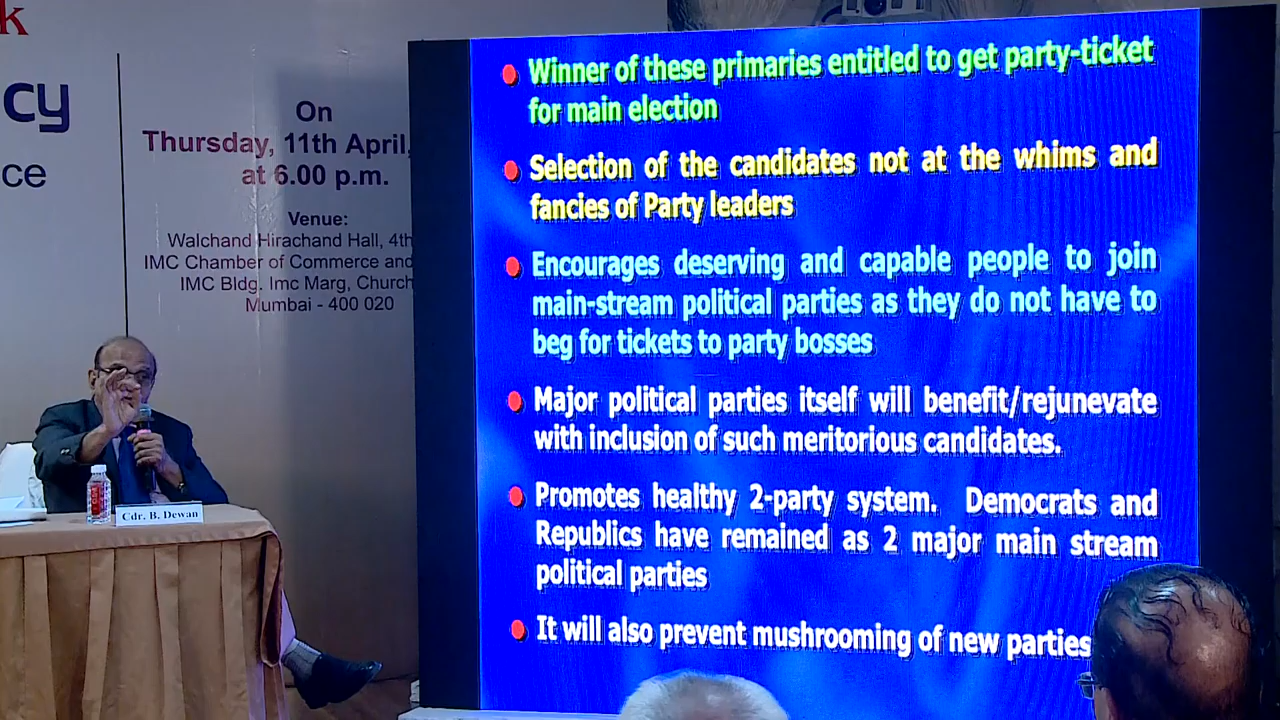 k
cy
ce
On
Thursday, 11th April,
at 6.00 p.m.
Venue:
Walchand Hirachand Hall, 4th
IMC Chamber of Commerce and
IMC Bldg. Imc Marg, Church
Mumbai - 400 020
Cdr. B. Dewan
Winner of these primaries entitled to get party-ticket
for main election
Selection of the candidates not at the whims and
fancies of Party leaders
Encourages deserving and capable people to join
main-stream political parties as they do not have to
beg for tickets to party bosses
Major political parties itself will benefit/rejunevate
with inclusion of such meritorious candidates.
Promotes healthy 2-party system. Democrats and
Republics have remained as 2 major main stream
political parties
It will also prevent mushrooming of new parties